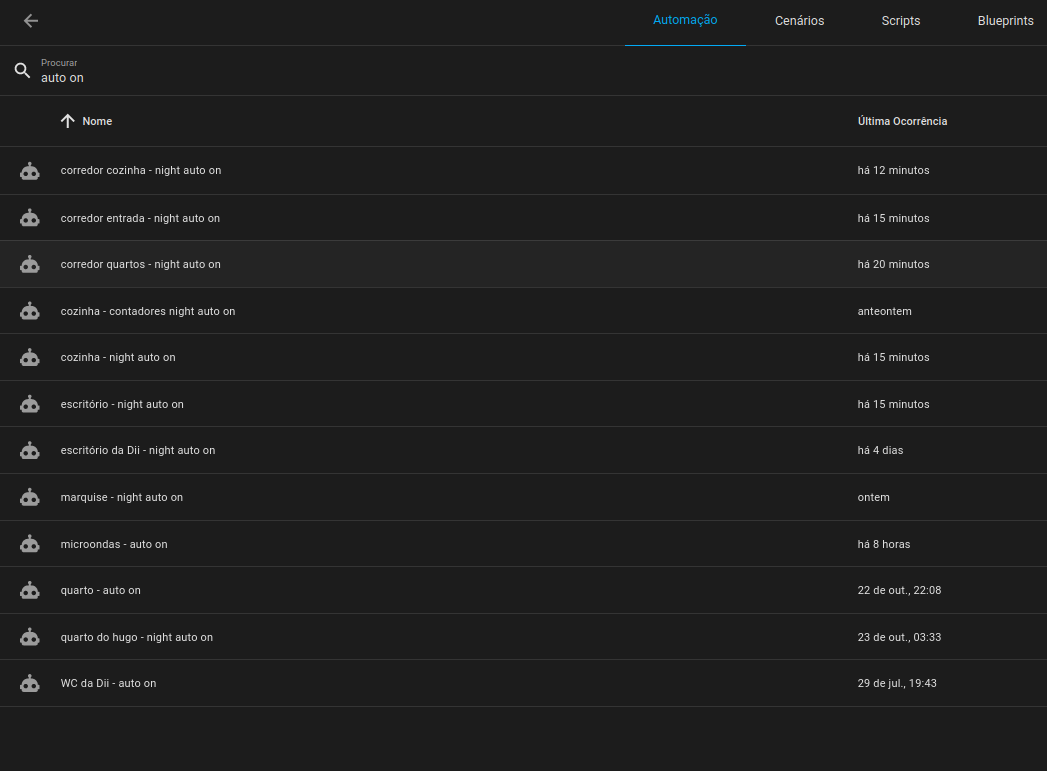 Automação Cenários Scripts Blueprints
Procurar
auto on
Nome Última Ocorrência
corredor cozinha - night auto on há 12 minutos
corredor entrada - night auto on há 15 minutos
corredor quartos - night auto on há 20 minutos
cozinha - contadores night auto on anteontem
cozinha - night auto on há 15 minutos
escritório - night auto on há 15 minutos
escritório da Dii - night auto on há 4 dias
marquise - night auto on ontem
microondas - auto on há 8 horas
quarto - auto on 22 de out., 22:08
quarto do hugo - night auto on 23 de out., 03:33
WC da Dii - auto on 29 de jul., 19:43